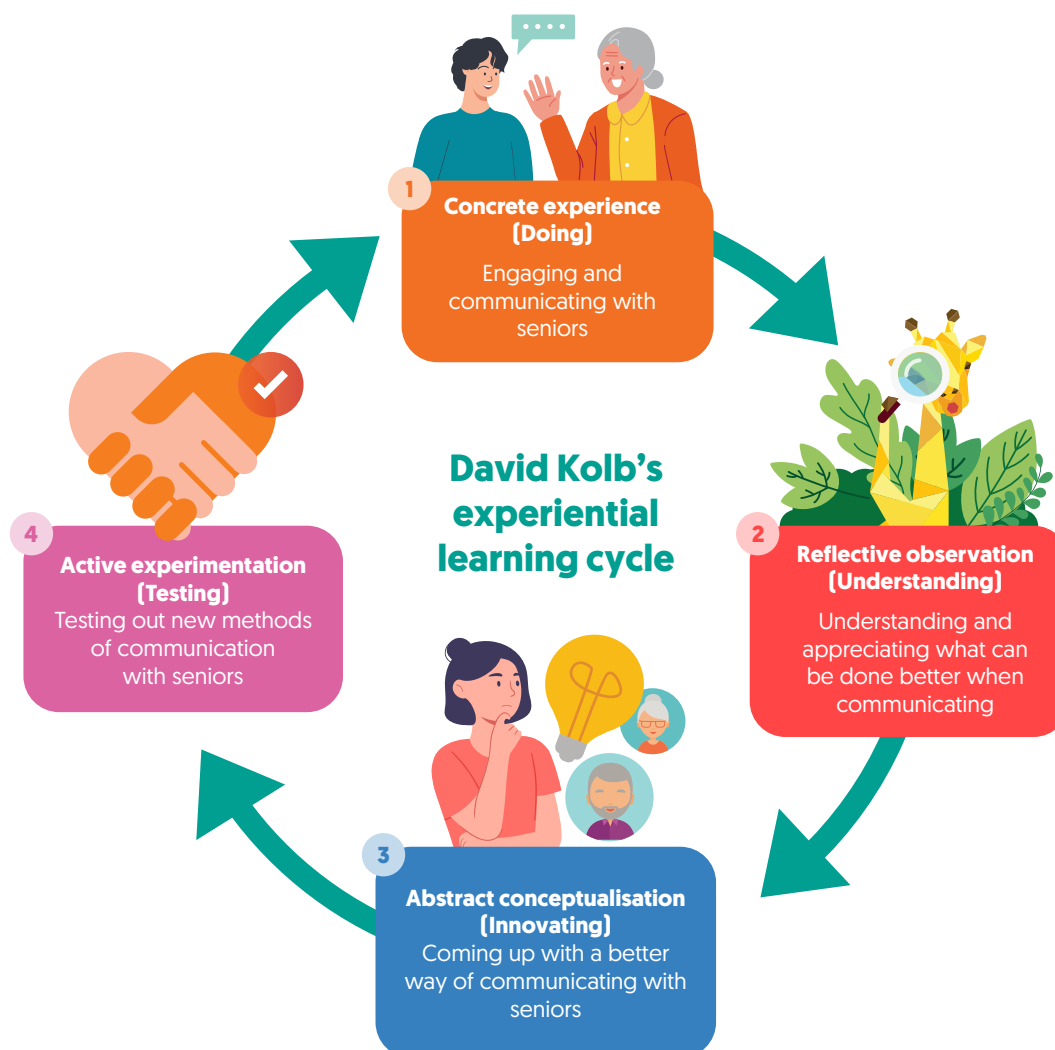 1
Concrete experience
(Doing)
Engaging and
communicating with
seniors
David Kolb's
experiential
learning cycle
2
Reflective observation
(Understanding)
Understanding and
appreciating what can
be done better when
communicating
3
Abstract conceptualisation
(Innovating)
Coming up with a better
way of communicating with
seniors
4
Active experimentation
(Testing)
Testing out new methods
of communication
with seniors